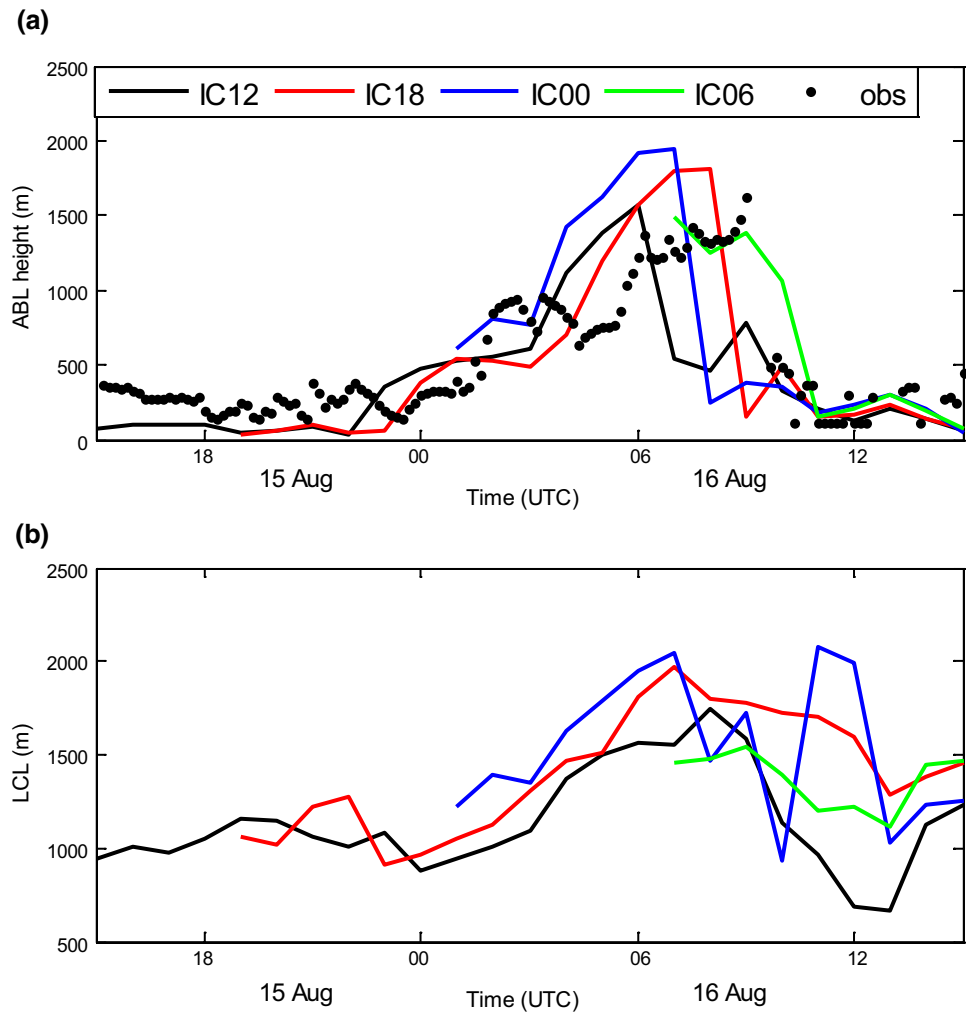 (a)
2500
2000
1500
1000
500
0
ABL height (m)
IC12 IC18 IC00 IC06 obs
18 00 06 12
15 Aug 16 Aug
Time (UTC)
(b)
2500
2000
1500
1000
500
LCL (m)
18 00 06 12
15 Aug 16 Aug
Time (UTC)